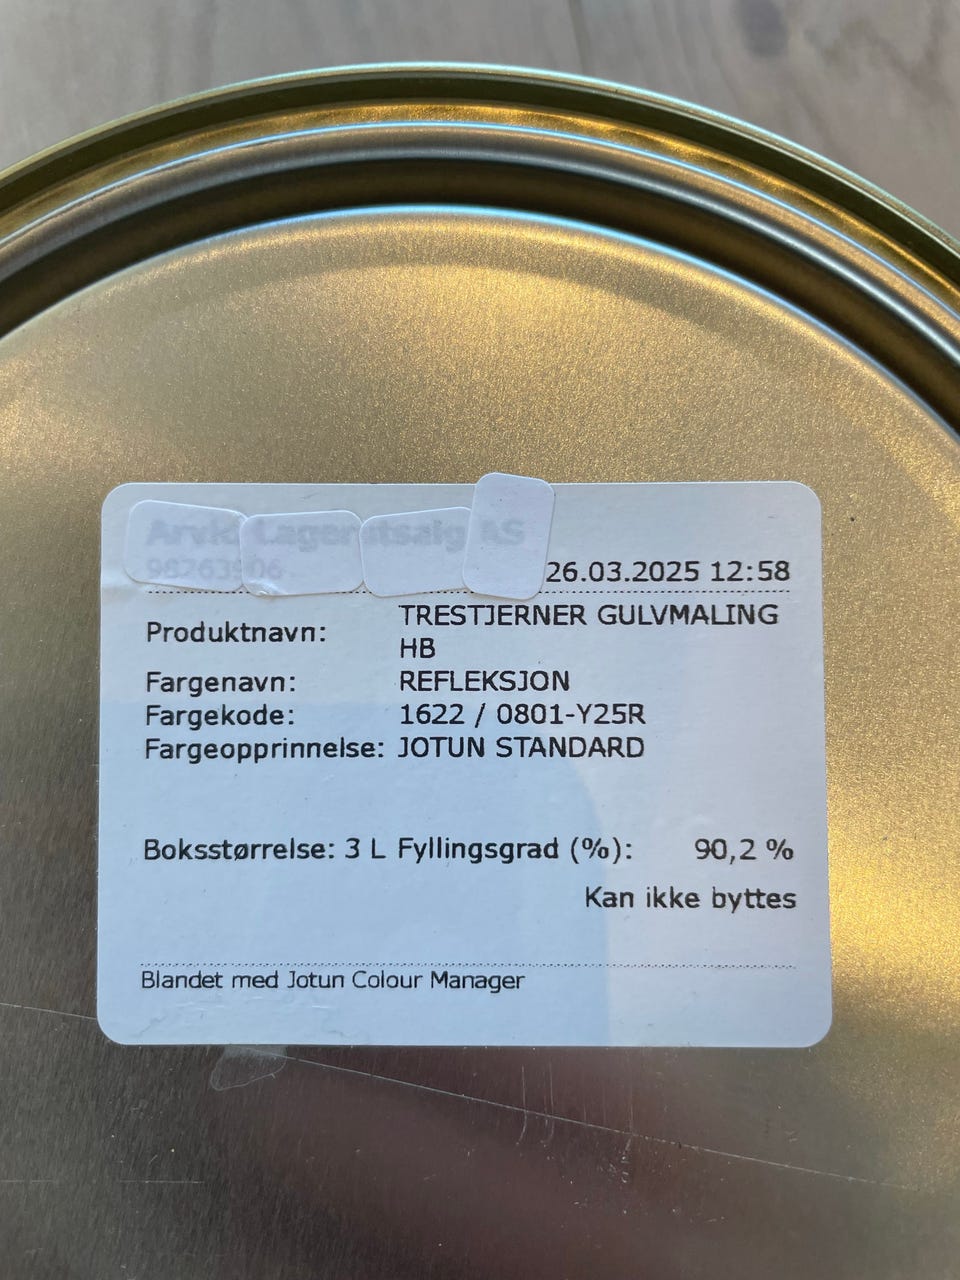 26.03.2025 12:58
Produktnavn: TRESTJERNER GULVMALING
HB
Fargenavn: REFLEKSJON
Fargekode: 1622 / 0801-Y25R
Fargeopprinnelse: JOTUN STANDARD
Boksstørrelse: 3 L Fyllingsgrad (%): 90,2 %
Kan ikke byttes
Blandet med Jotun Colour Manager